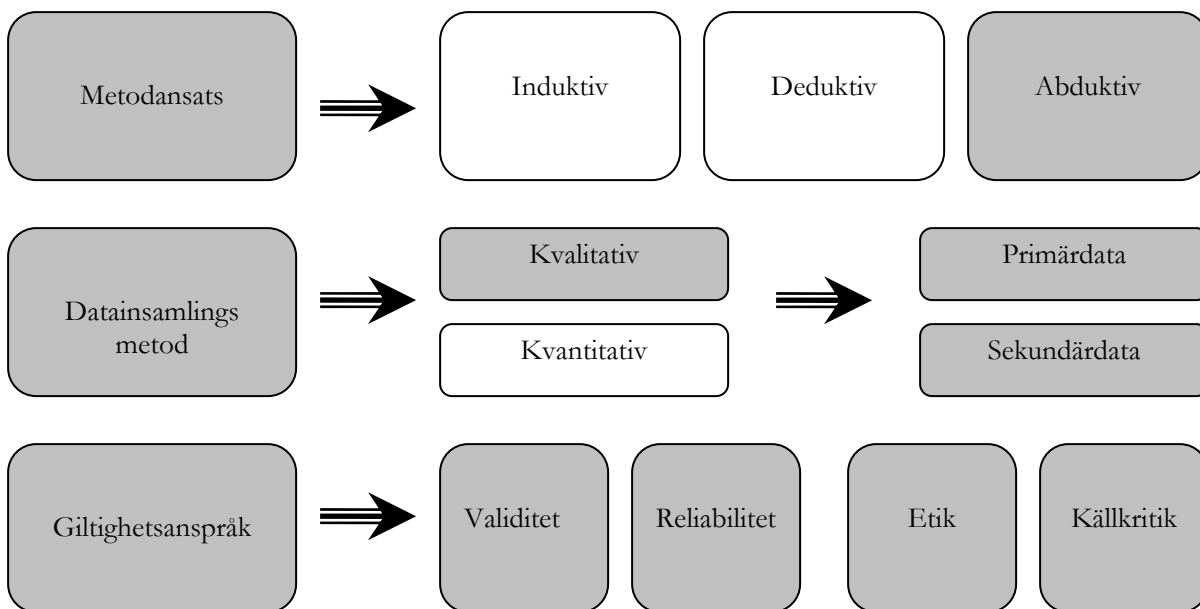 Metodansats
Induktiv
Deduktiv
Abduktiv
Datainsamlings
metod
Kvalitativ
Kvantitativ
Primärdata
Sekundärdata
Giltighetsanspråk
Validitet
Reliabilitet
Etik
Källkritik